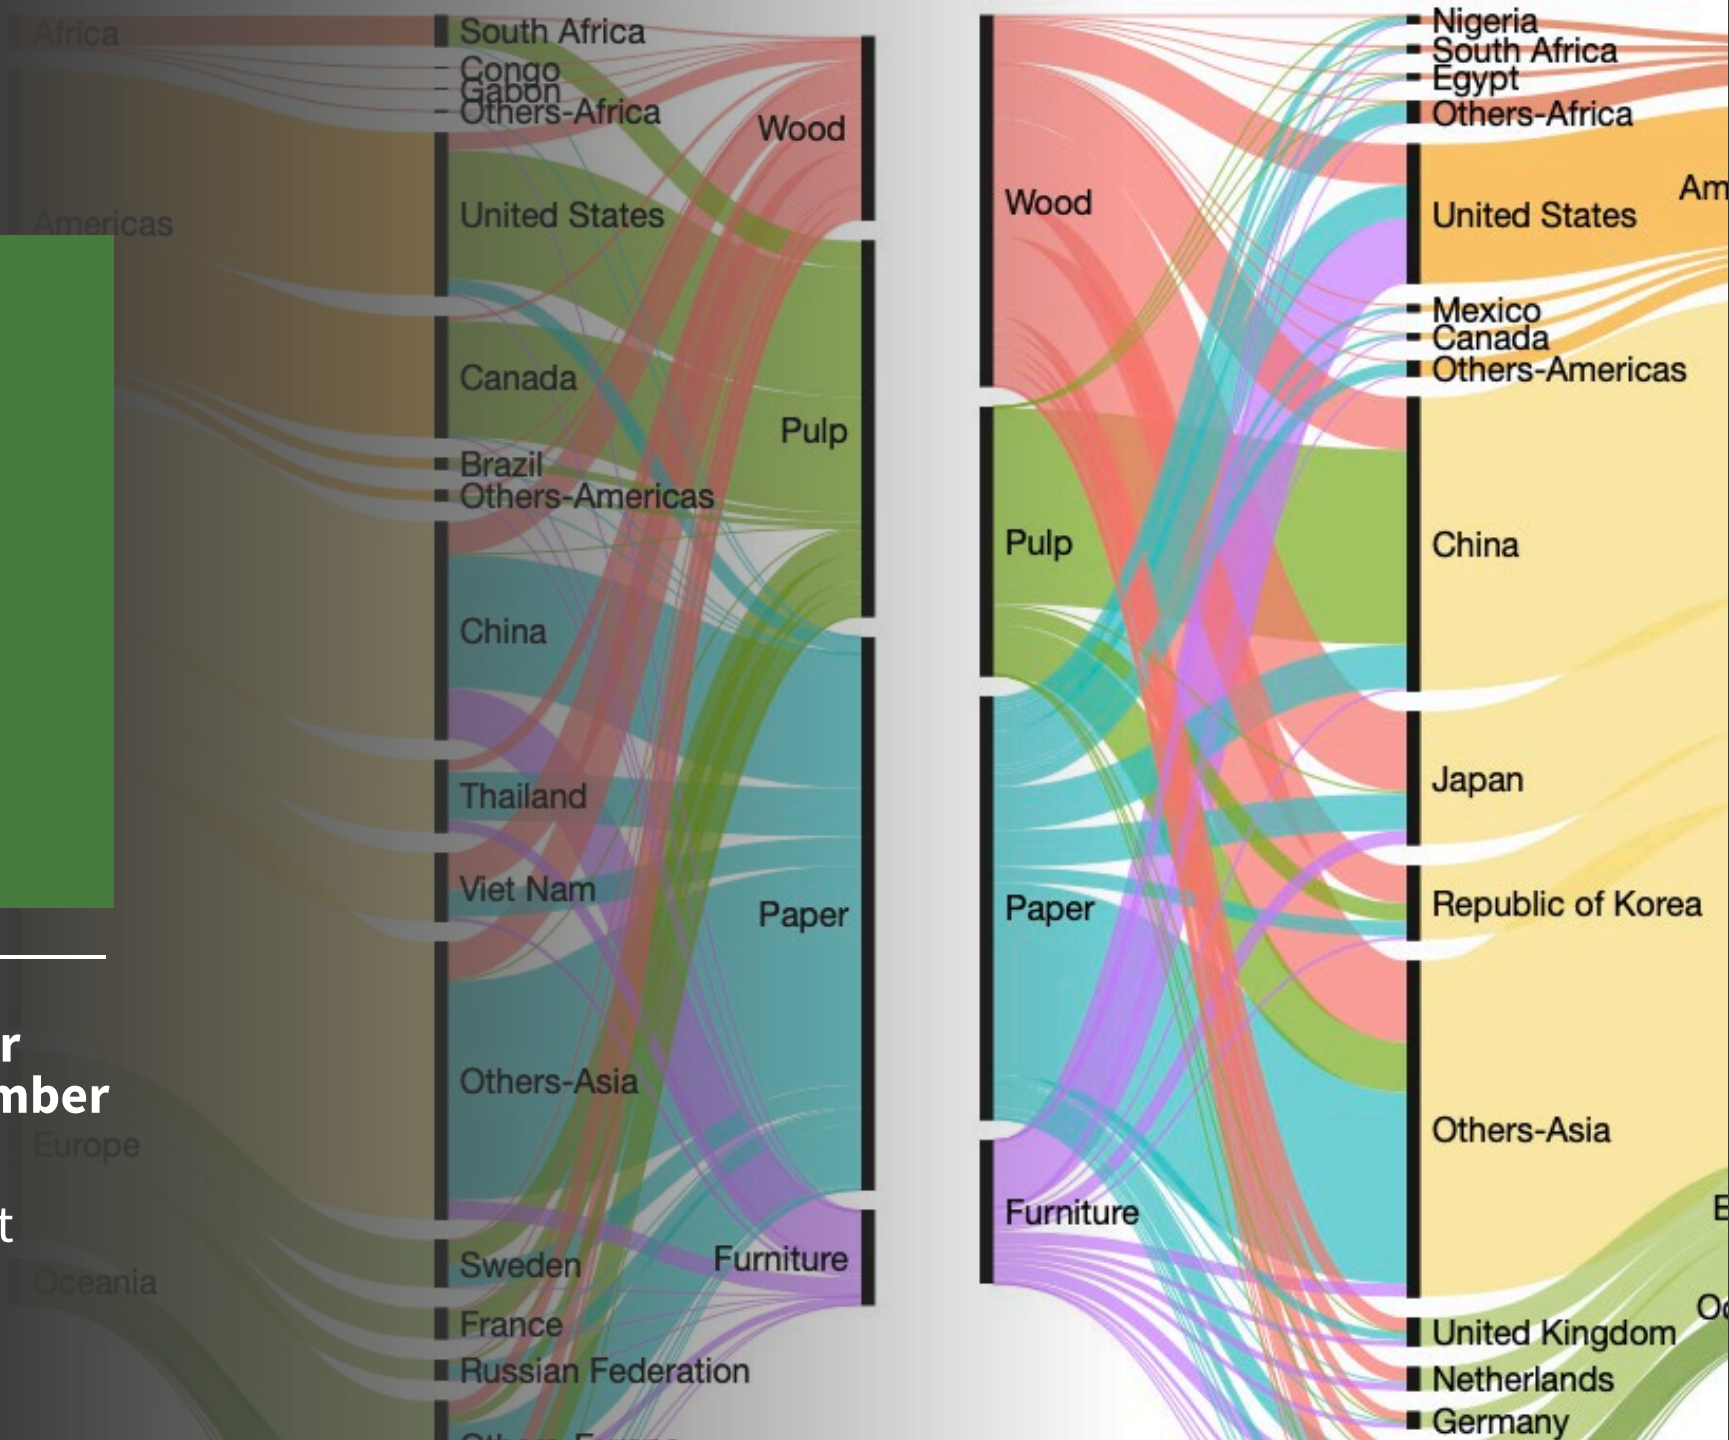 Africa
South Africa
Congo
Gabon
Others-Africa
Americas
United States
Canada
Brazil
Others-Americas
China
Thailand
Viet Nam
Others-Asia
r
mber
Europe
t
Oceania
Sweden
France
Russian Federation
Wood
Pulp
Paper
Furniture
Wood
Pulp
Paper
Furniture
Nigeria
South Africa
Egypt
Others-Africa
United States
Am
Mexico
Canada
Others-Americas
China
Japan
Republic of Korea
Others-Asia
E
Oc
United Kingdom
Netherlands
Germany